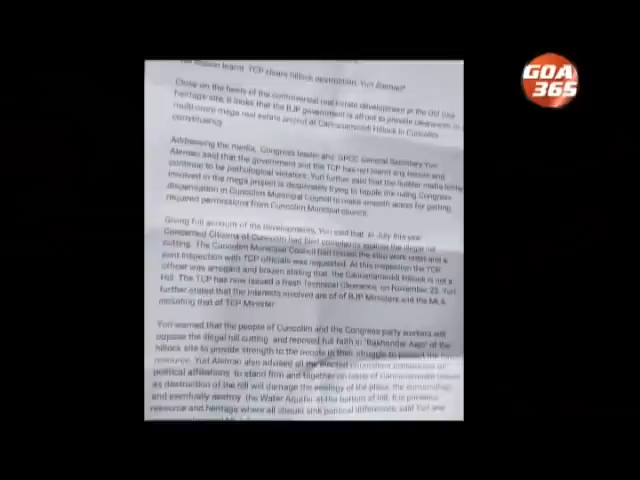 TCP clears hillock destruction, Yuri Alemao"
Close on the heels of the controversial real estate development at the Old Goa
heritage site, it looks that the BJP government is all out to provide clearances to a
multi crore mega real estate project at Cannanamordi Hillock in Cuncolim
constituency
Addressing the media, Congress leader and GPCC General Secretary Yuri
Alemao said that the government and the TCP has not learnt any lesson and
continue to be pathological violators. Yuri further said that the builder mafia lobby
involved in the mega project is desperately trying to topple the ruling Congress
dispensation in Cuncolim Municipal Council to make smooth access for getting
required permissions from Cuncolim Municipal council.
Giving full account of the developments, Yuri said that in July this year
Concerned Citizens of Cuncolim had filed complaints against the illegal hill
cutting. The Cuncolim Municipal Council had issued the stop work order and a
joint inspection with TCP officials was requested. At this inspection the TCP
officer was arrogant and brazen stating that the Cannanamordi Hillock is not a
Hill. The TCP has now issued a fresh Technical Clearance, on November 23. Yuri
further stated that the interests involved are of of BJP Ministers and the MLA
including that of TCP Minister
Yuri warned that the people of Cuncolim and the Congress party workers will
oppose the illegal hill cutting and reposed full faith in "Rakhandar Aage" of the
hillock site to provide strength to the people in their struggle to protect the
resource. Yuri Alemao also advised all the elected
political affiliations, to stand firm and together on issue of
as destruction of the hill will damage the ecology of the place, the surroundings
and eventually destroy the Water Aquifer at the bottom of hill. It is precious
resource and heritage where all should sink political differences, said Yuri and
GOA
365